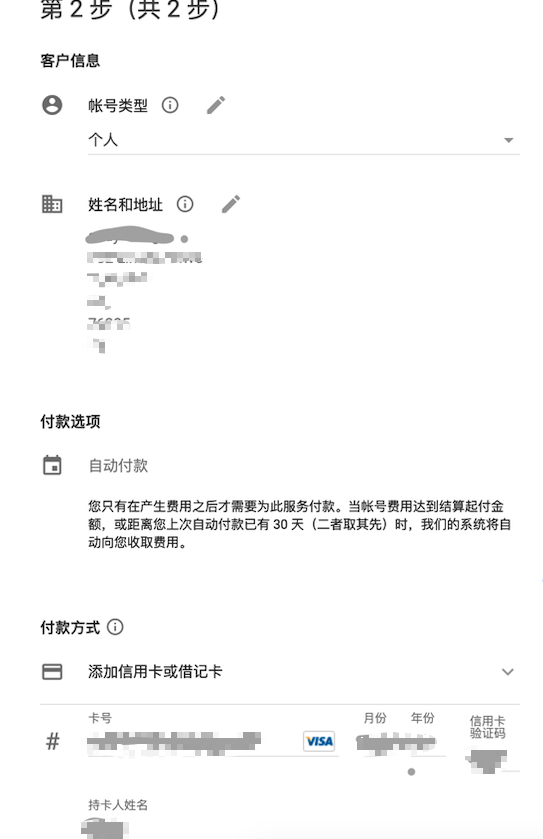 第 2 步（共 2 步）
客户信息
帐号类型
个人
姓名和地址
付款选项
自动付款
您只有在产生费用之后才需要为此服务付款。当帐号费用达到结算起付金
额，或距离您上次自动付款已有 30 天（二者取其先）时，我们的系统将自
动向您收取费用。
付款方式
添加信用卡或借记卡
卡号 月份 年份 信用卡
验证码
# VISA
持卡人姓名